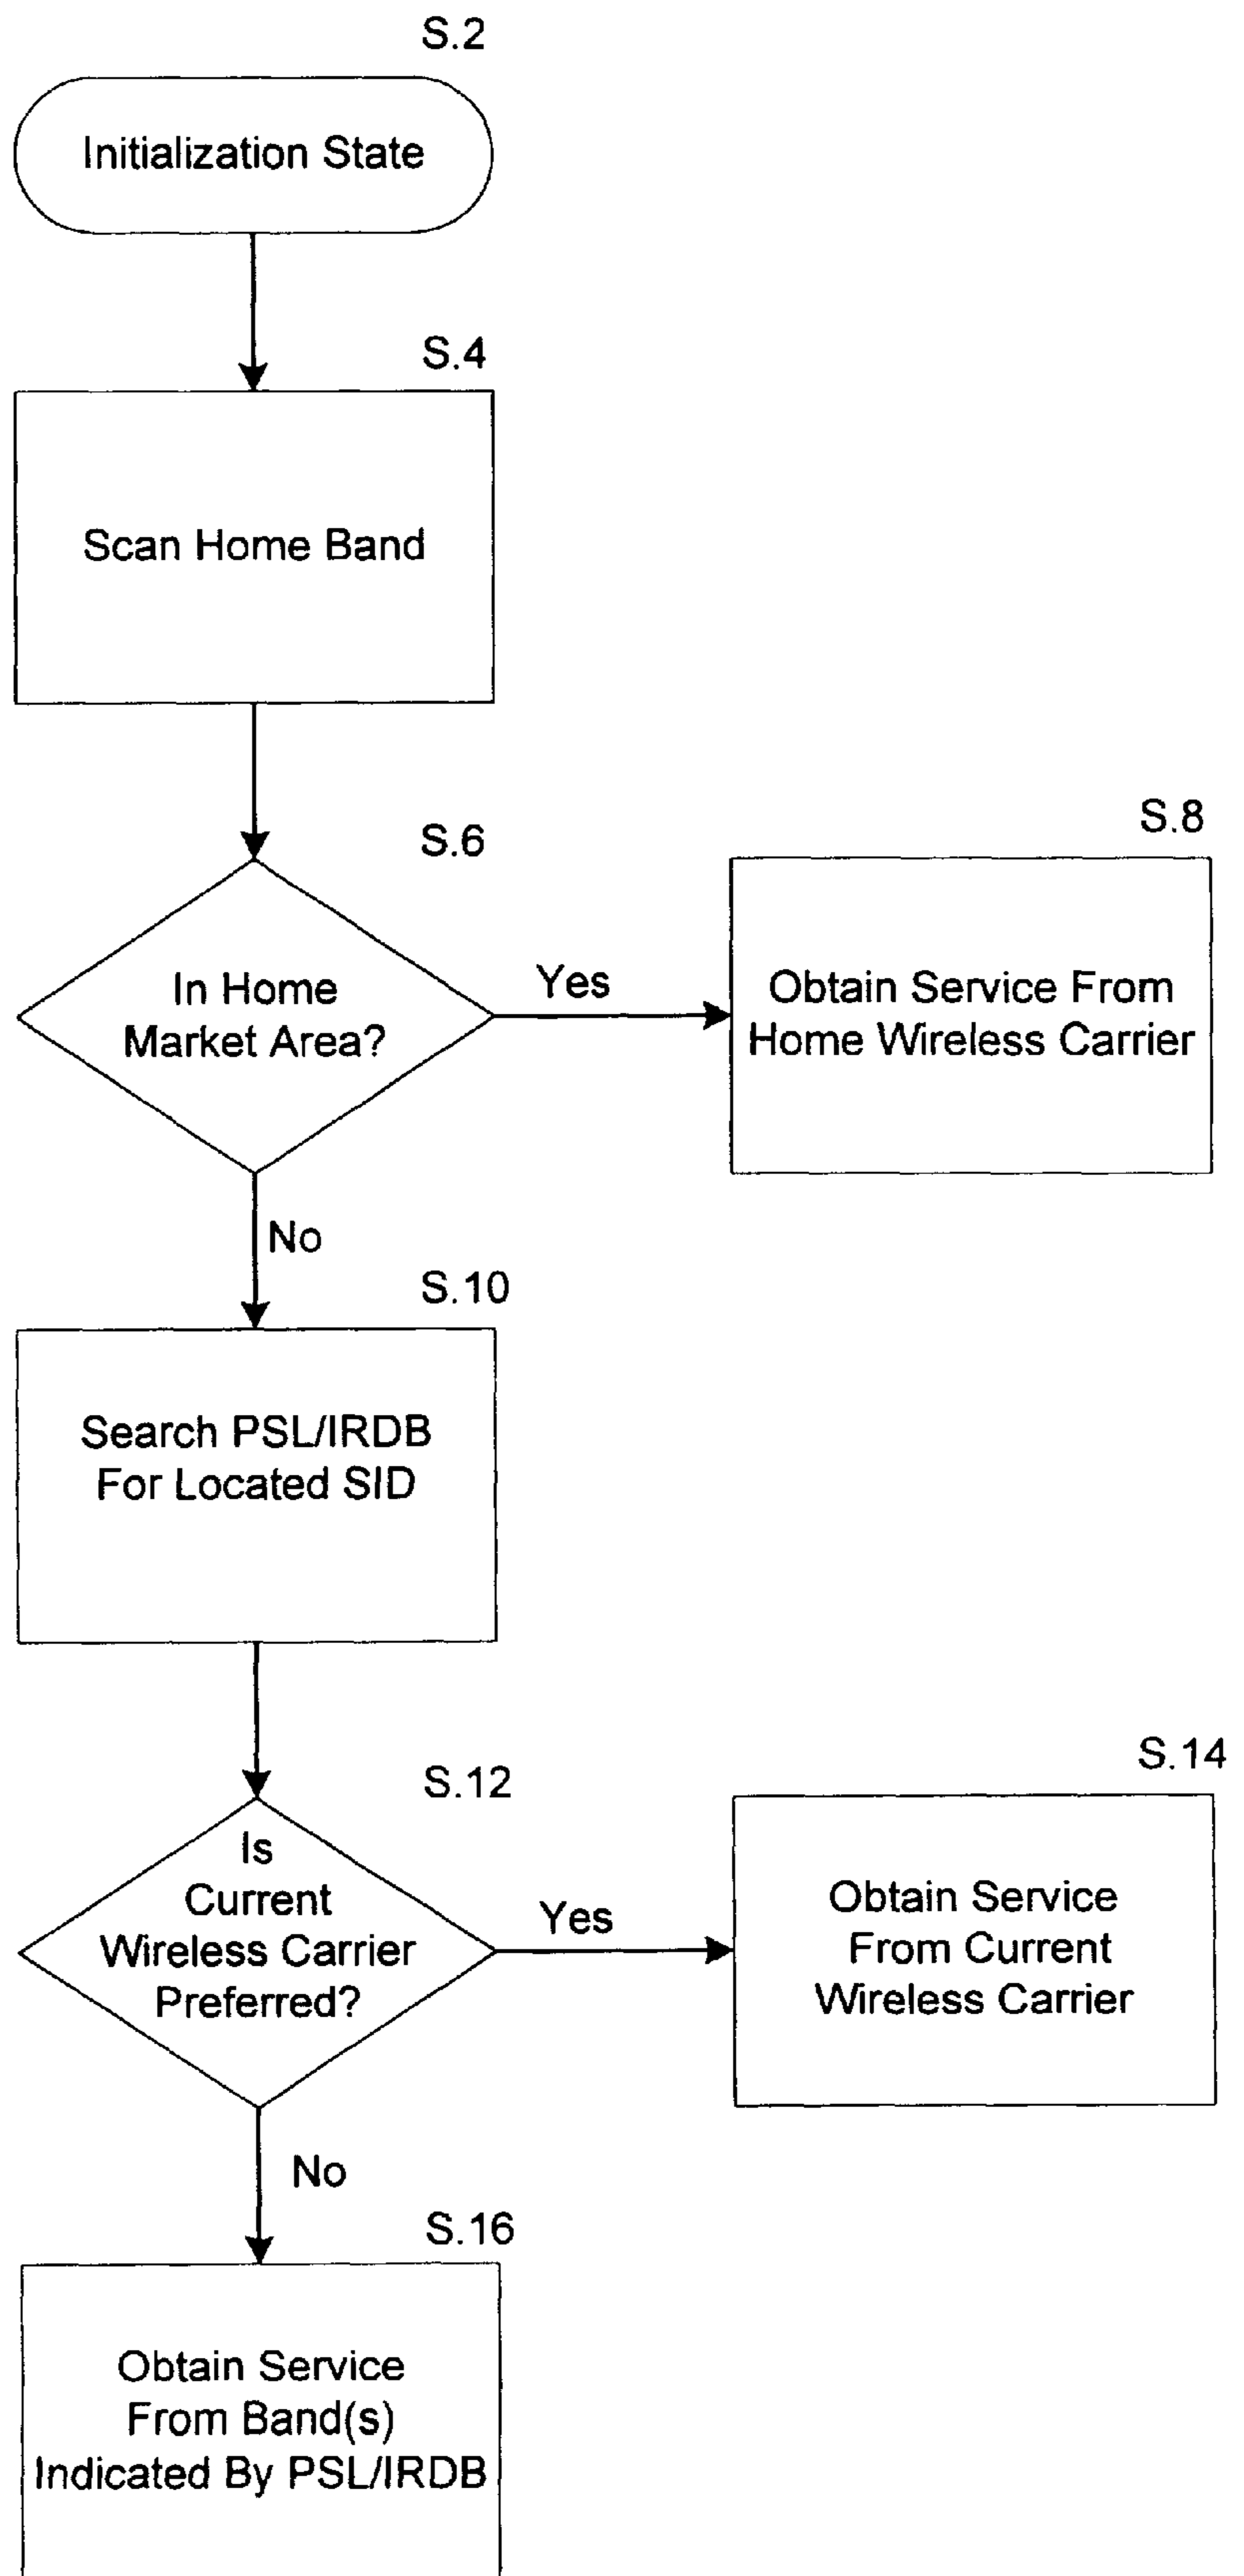 S.2
Initialization State
S.4
Scan Home Band
S.6
In Home
Market Area?
Yes
S.8
Obtain Service From
Home Wireless Carrier
No
S.10
Search PSL/IRDB
For Located SID
S.12
Is
Current
Wireless Carrier
Preferred?
Yes
S.14
Obtain Service
From Current
Wireless Carrier
No
S.16
Obtain Service
From Band(s)
Indicated By PSL/IRDB